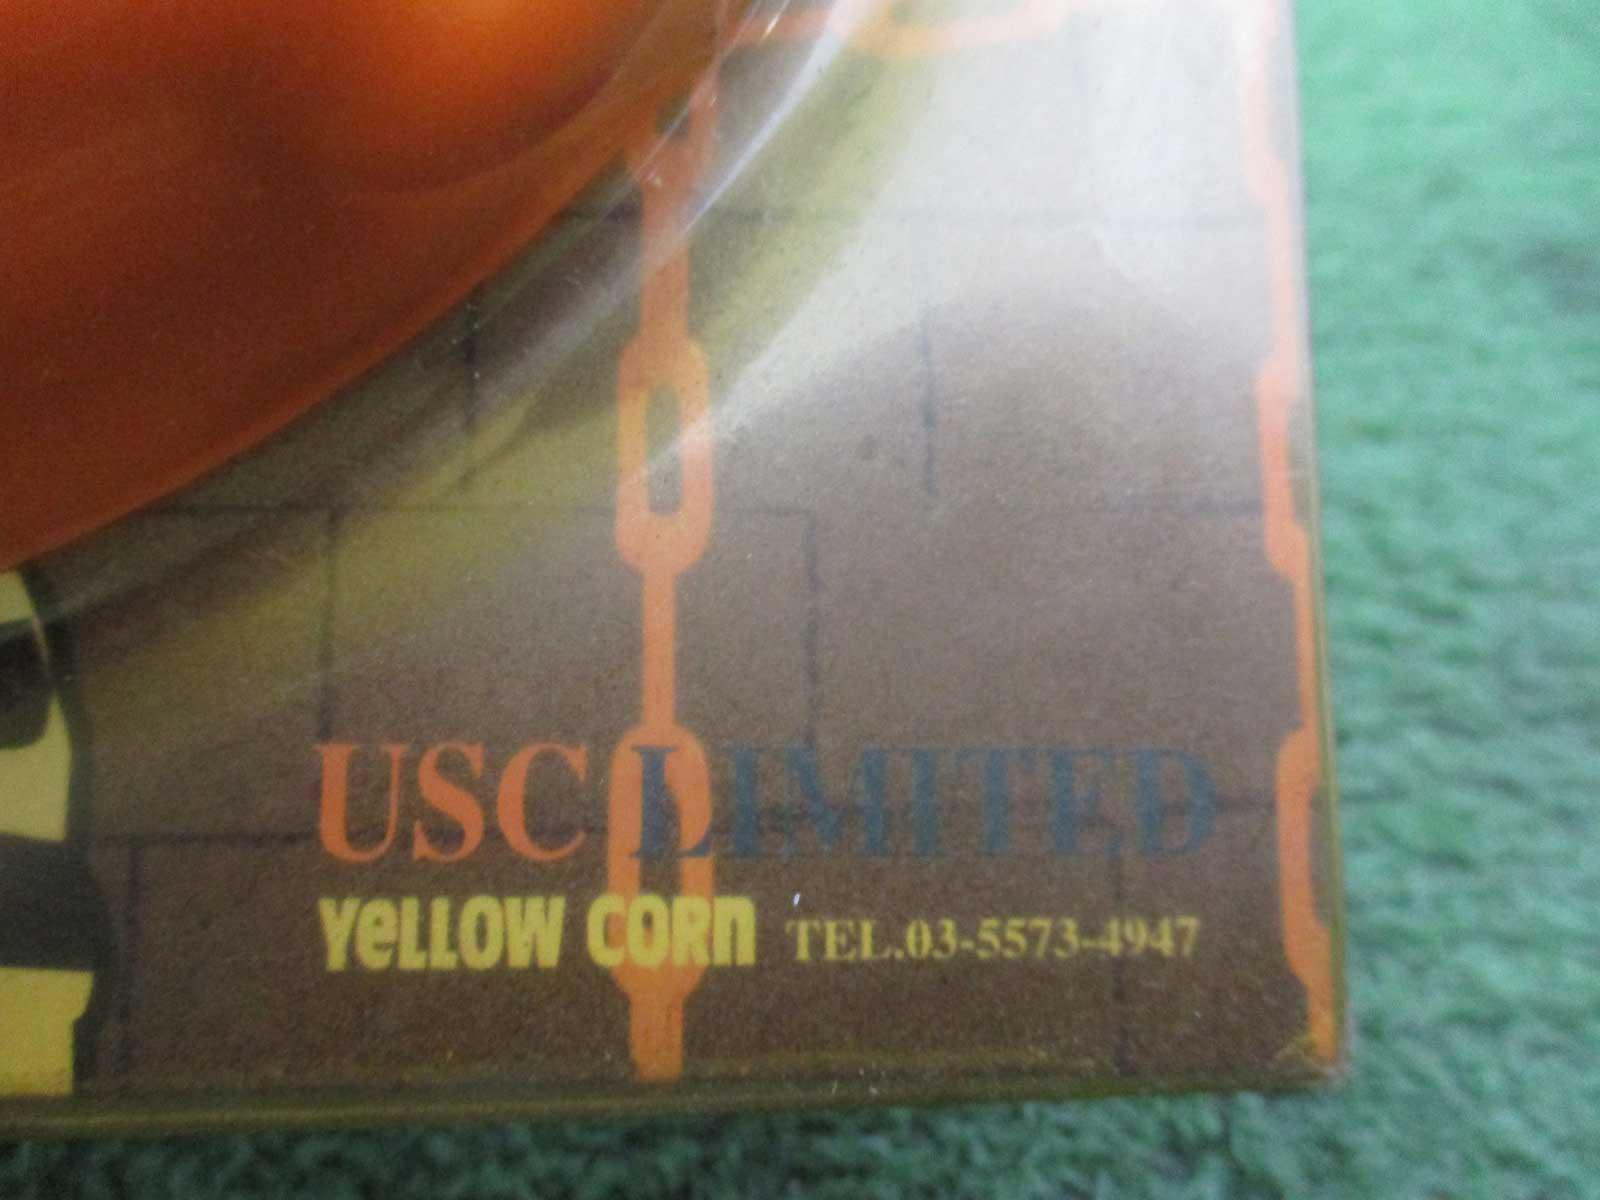 USC LIMITED
YeLLOW CORn TEL.03-5573-4947